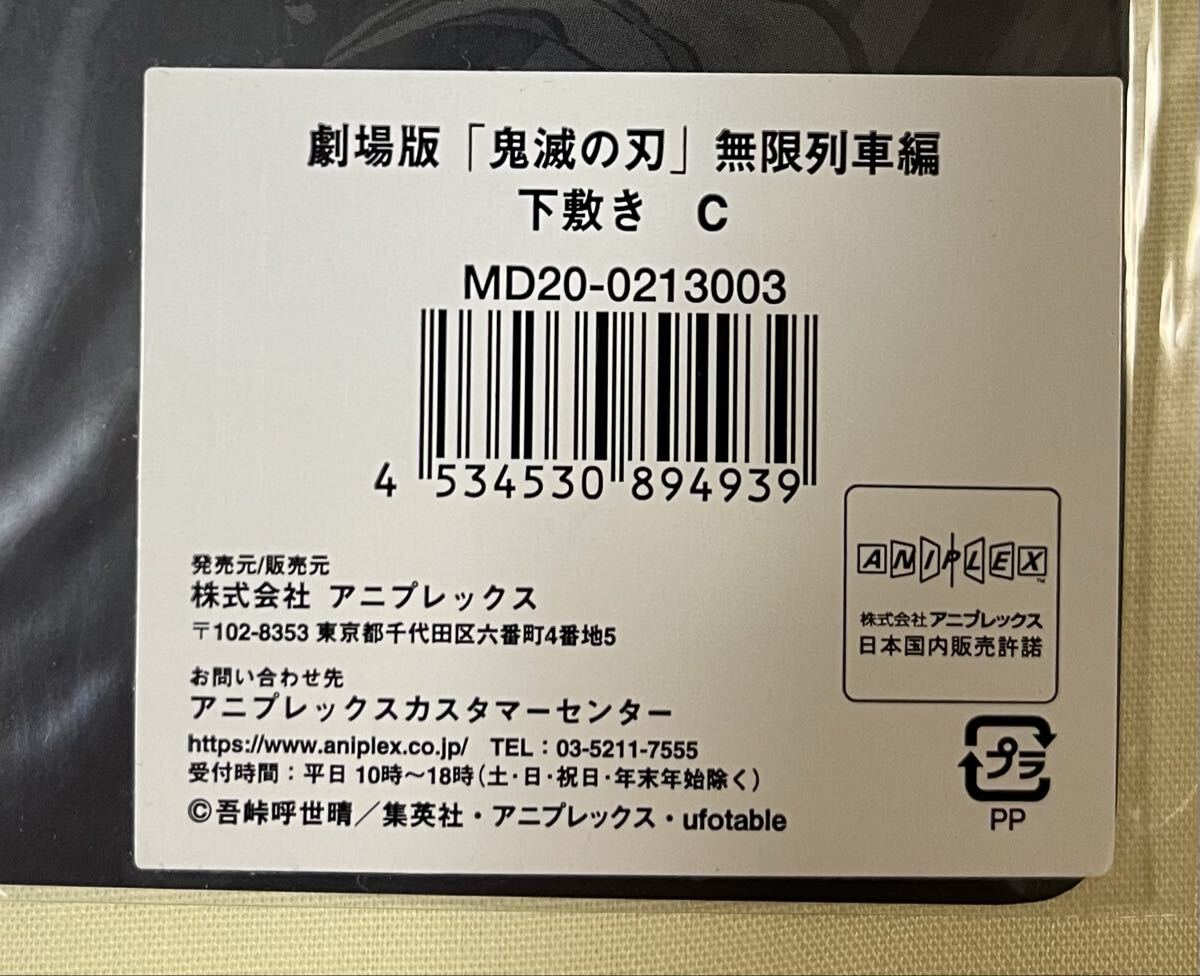 劇場版「鬼滅の刃」無限列車編
下敷き C
MD20-0213003
4 534530 894939
発売元/販売元
株式会社 アニプレックス
〒102-8353 東京都千代田区六番町4番地5
お問い合わせ先
アニプレックスカスタマーセンター
https://www.aniplex.co.jp/ TEL：03-5211-7555
受付時間：平日 10時〜18時(土・日・祝日・年末年始除く)
©吾峠呼世晴／集英社・アニプレックス・ufotable
ANIPLEX™
株式会社 アニプレックス
日本国内販売許諾
プラ
PP